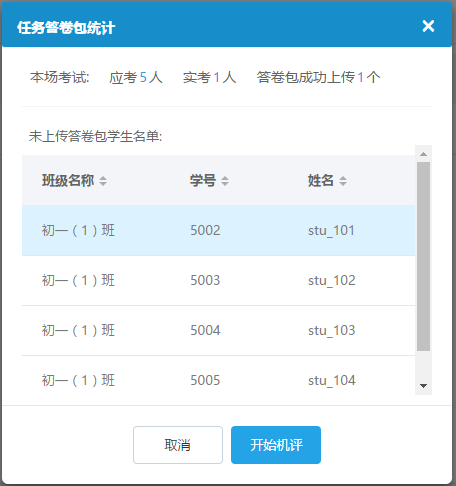 任务答卷包统计
本场考试: 应考5人 实考1人 答卷包成功上传1个
未上传答卷包学生名单:
班级名称 学号 姓名
初一（1）班 5002 stu_101
初一（1）班 5003 stu_102
初一（1）班 5004 stu_103
初一（1）班 5005 stu_104
取消 开始机评